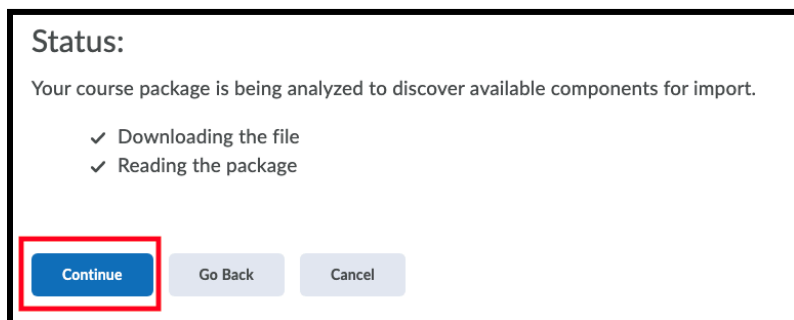 Status:
Your course package is being analyzed to discover available components for import.
Downloading the file
Reading the package
Continue Go Back Cancel